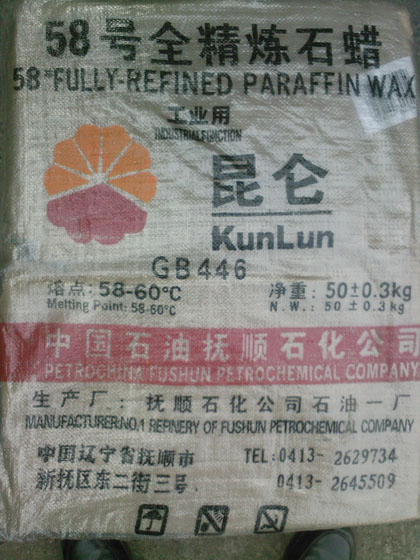 58号全精炼石蜡
58# FULLY-REFINED PARAFFIN WAX
工业用
INDUSTRIAL FUNCTION
昆仑
KunLun
GB446
熔点: 58-60℃
Melting Point: 58-60℃
净重: 50±0.3kg
N.W.: 50 ± 0.3kg
中国石油抚顺石化公司
PETROCHINA FUSHUN PETROCHEMICAL COMPANY
生产厂: 抚顺石化公司石油一厂
MANUFACTURER:NO.1 REFINERY OF FUSHUN PETROCHEMICAL COMPANY
中国辽宁省抚顺市
新抚区东二街三号
TEL: 0413-2629734
0413-2645509